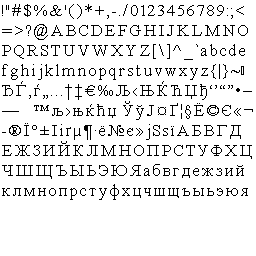 !"#$%&'()*+,-./0123456789:;<
=>?@ABCDEFGHIJKLMNO
PQRSTUVWXYZ[\]^_`abcde
fghijklmnopqrstuvwxyz{|}~
ЂЃ‚ѓ„…†‡€‰Љ‹ЊЌЋЏђ‘’“”•–
— ™љ›њќћџ ЎўЈ¤Ґ¦§Ё©Є«¬
-®Ї°±Ііґµ¶·ё№є»јЅѕїАБВГД
ЕЖЗИЙКЛМНОПРСТУФХЦ
ЧШЩЪЫЬЭЮЯабвгдежзий
клмнопрстуфхцчшщъыьэюя